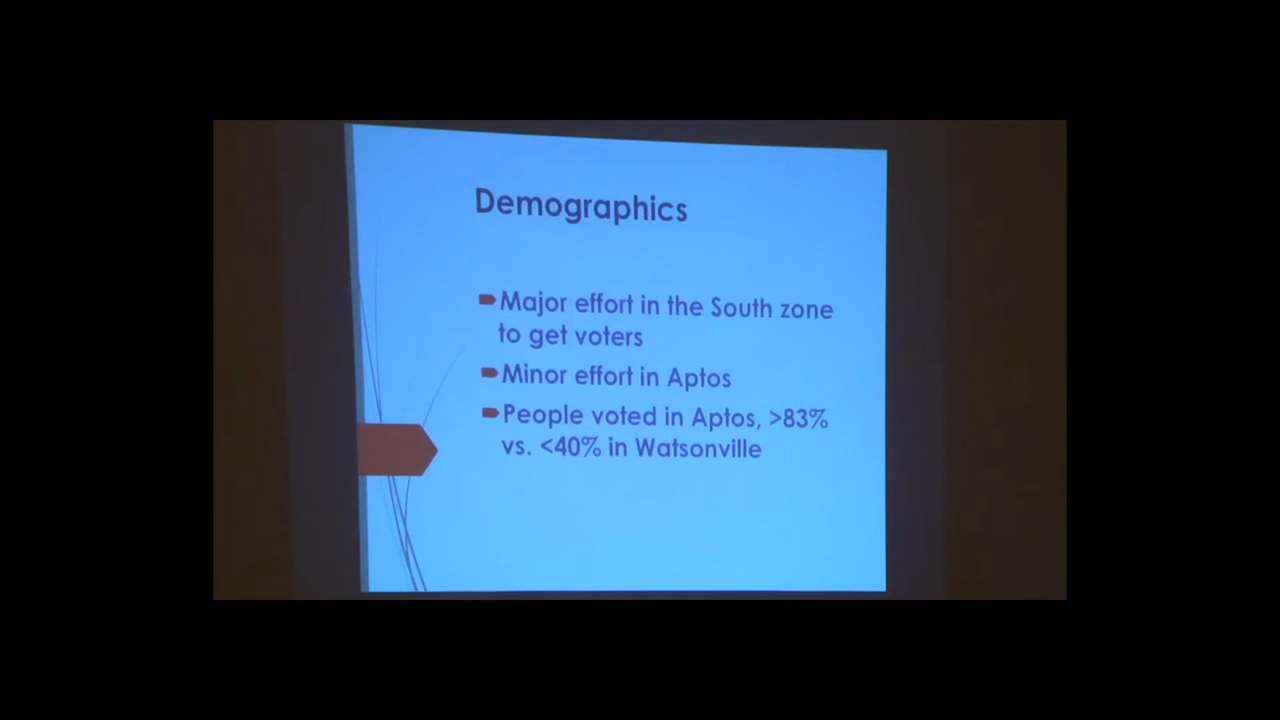 Demographics
Major effort in the South zone
to get voters
Minor effort in Aptos
People voted in Aptos, >83%
vs. <40% in Watsonville